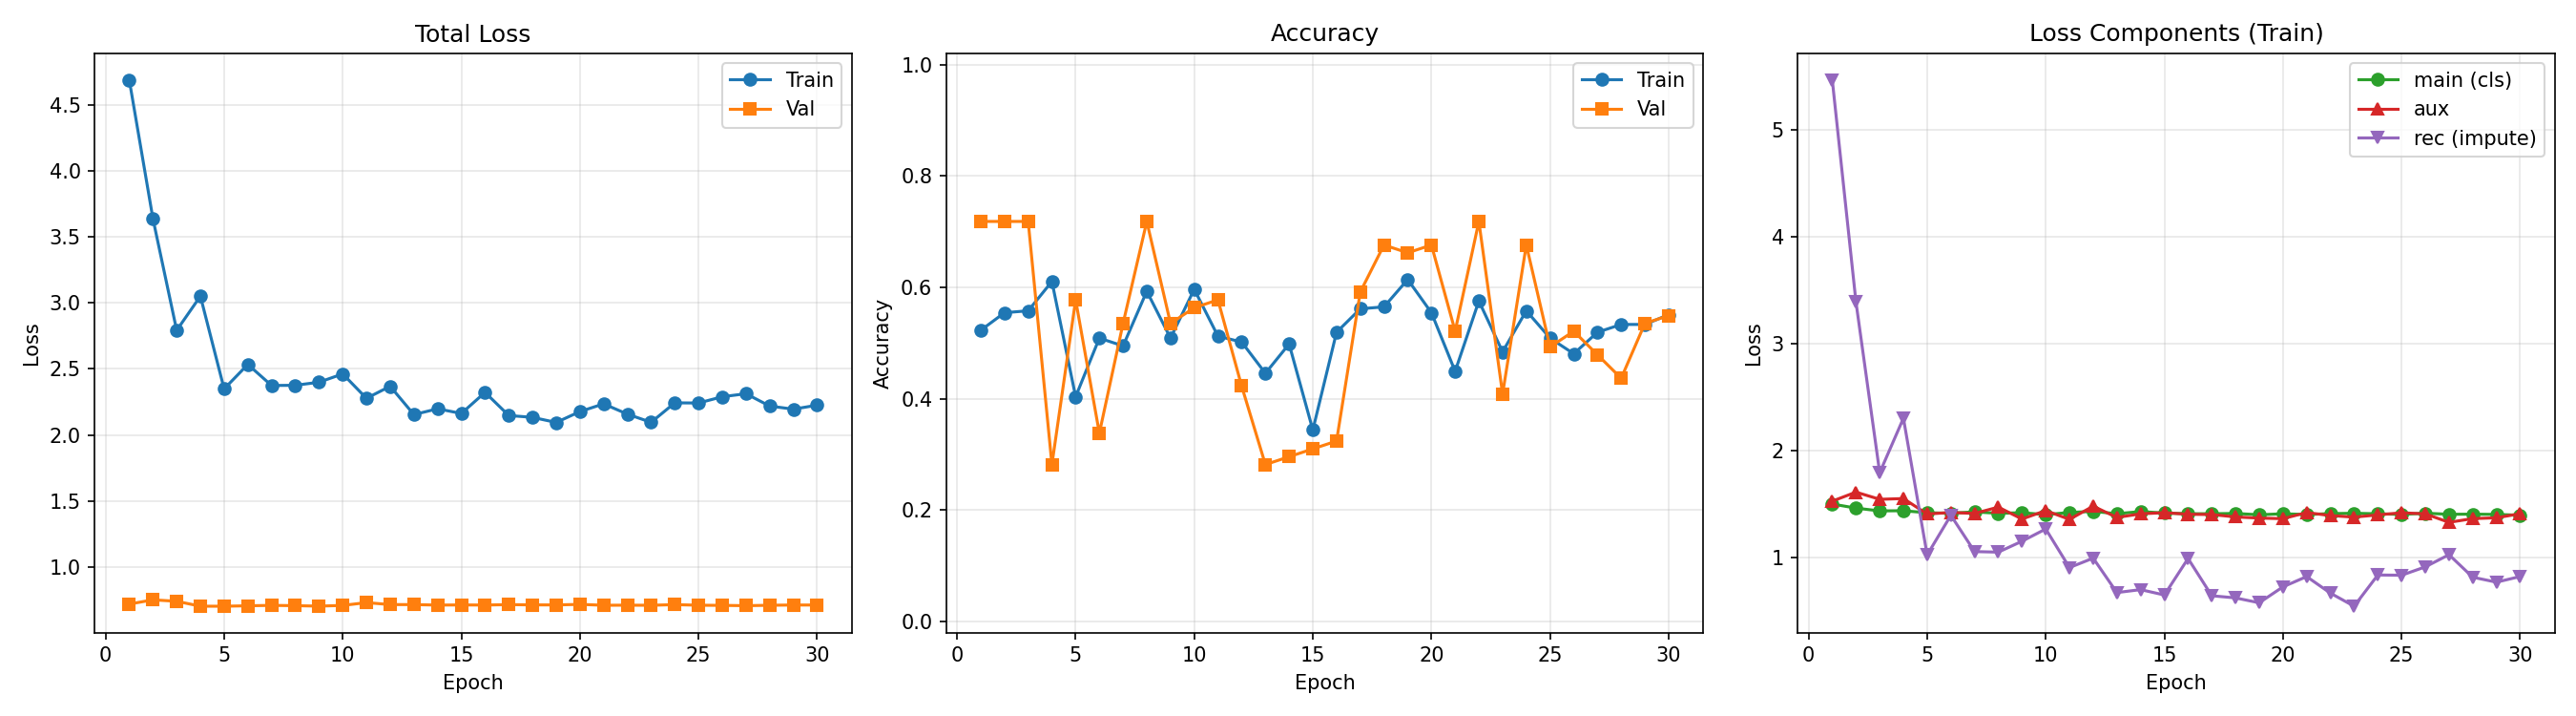 Total Loss
Train
Val
Loss
4.5
4.0
3.5
3.0
2.5
2.0
1.5
1.0
0 5 10 15 20 25 30
Epoch
Accuracy
Train
Val
Accuracy
1.0
0.8
0.6
0.4
0.2
0.0
0 5 10 15 20 25 30
Epoch
Loss Components (Train)
main (cls)
aux
rec (impute)
Loss
5
4
3
2
1
0 5 10 15 20 25 30
Epoch